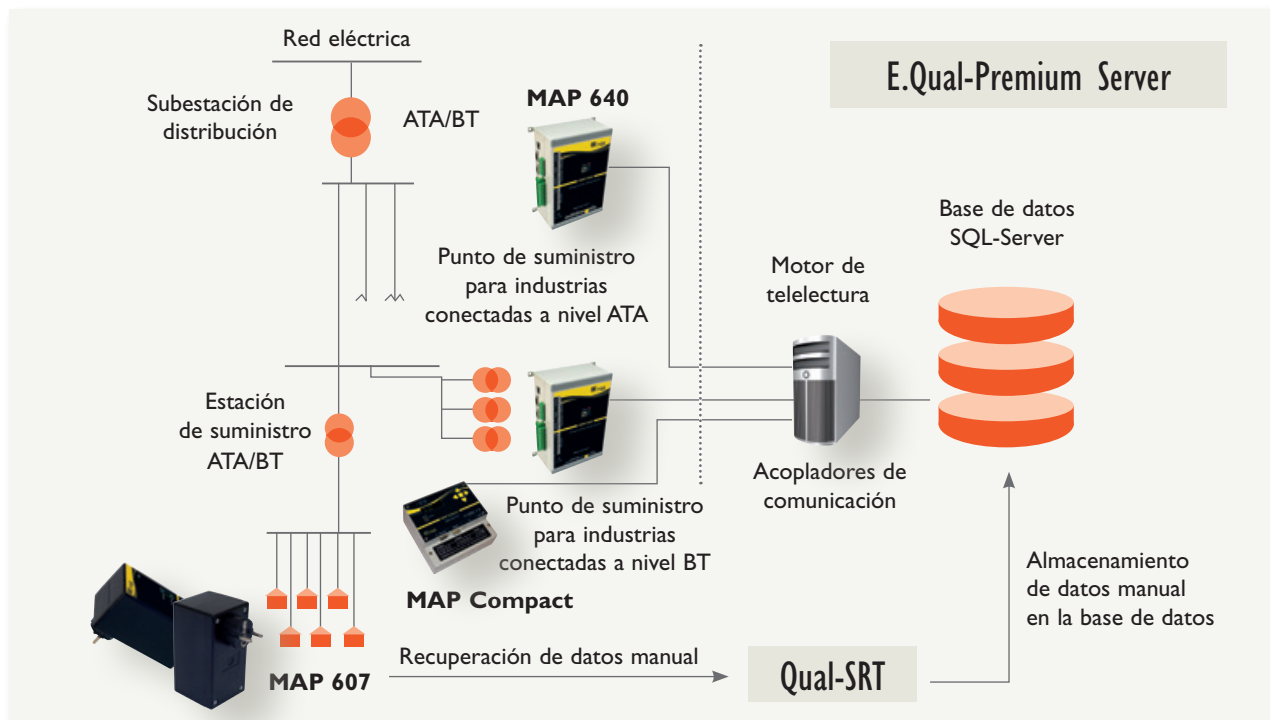 Red eléctrica
Subestación de
distribución
ATA/BT
MAP 640
E.Qual-Premium Server
Punto de suministro
para industrias
conectadas a nivel ATA
Motor de
telelectura
Base de datos
SQL-Server
Estación
de suministro
ATA/BT
Acopladores de
comunicación
Punto de suministro
para industrias
conectadas a nivel BT
MAP Compact
Almacenamiento
de datos manual
en la base de datos
MAP 607
Recuperación de datos manual
Qual-SRT